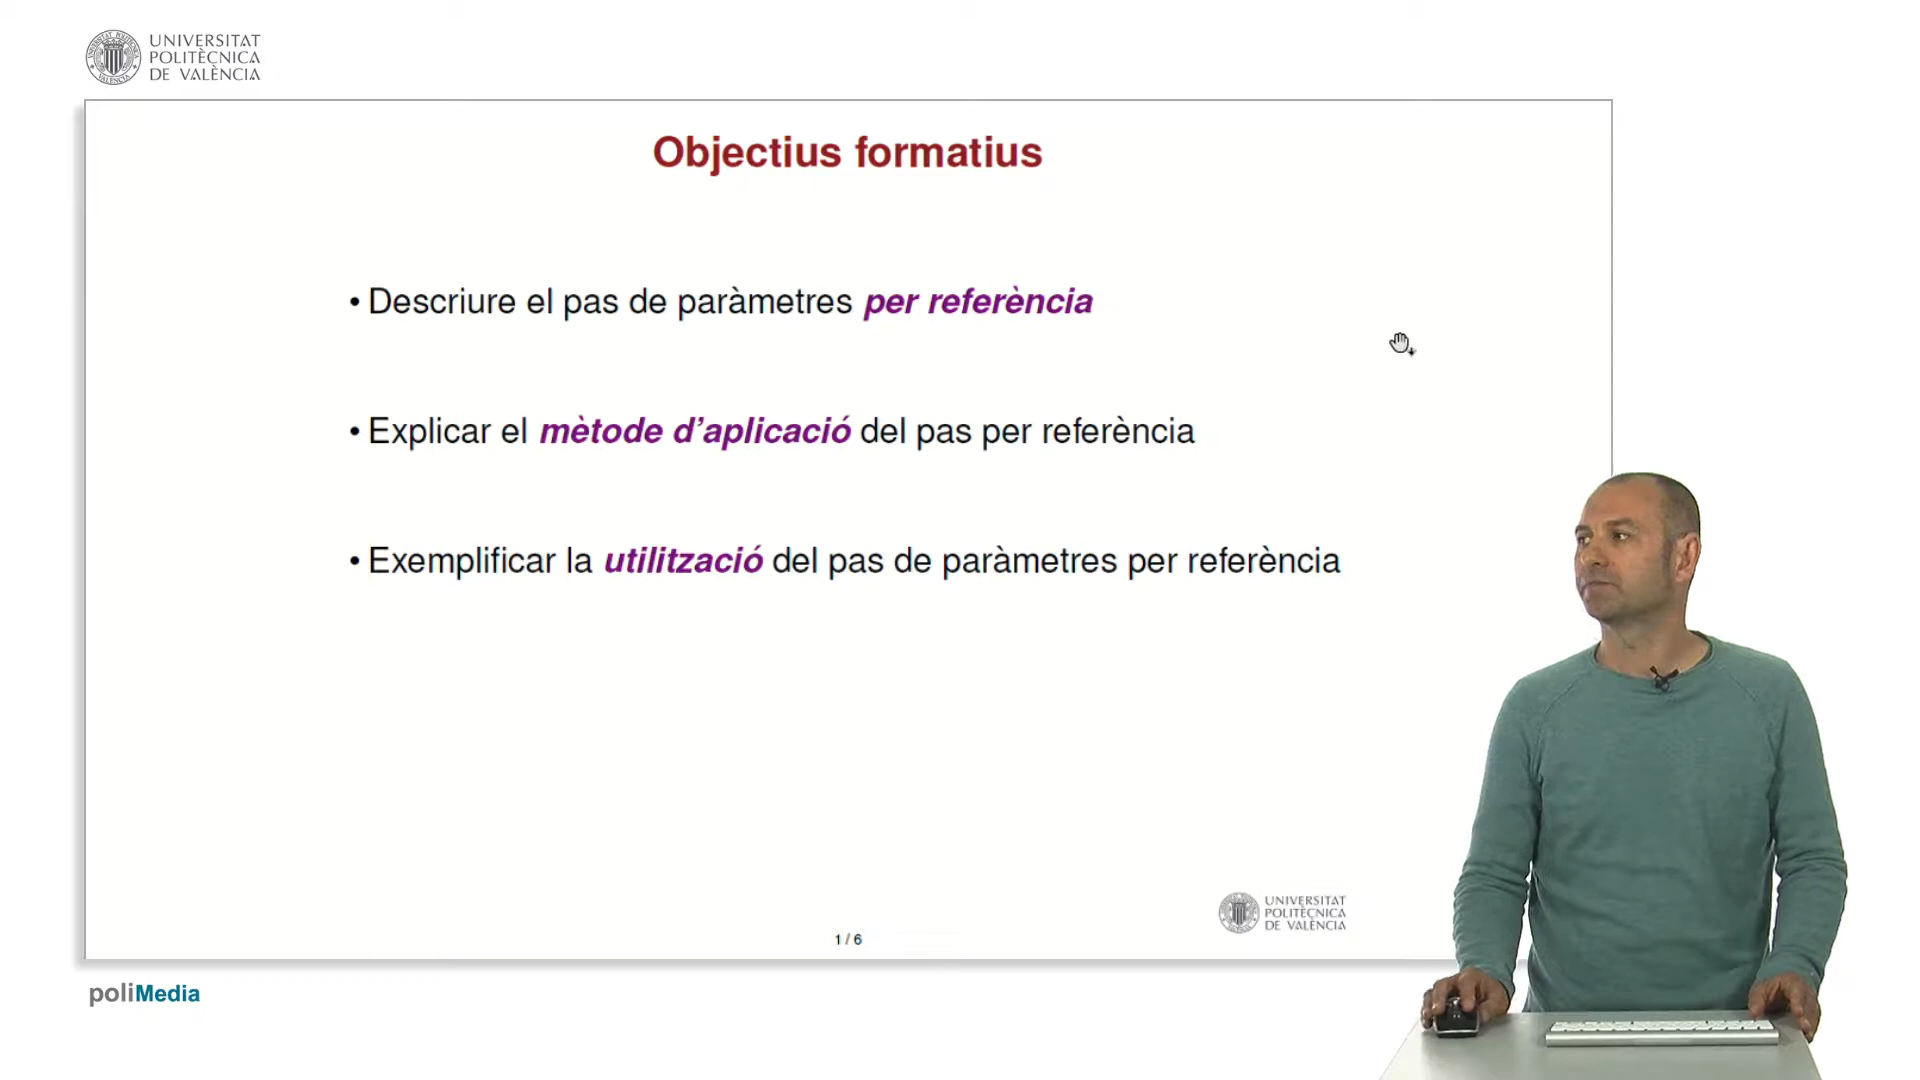 UNIVERSITAT
POLITÈCNICA
DE VALÈNCIA
Objectius formatius
• Descriure el pas de paràmetres per referència
• Explicar el mètode d’aplicació del pas per referència
• Exemplificar la utilització del pas de paràmetres per referència
UNIVERSITAT
POLITÈCNICA
DE VALÈNCIA
1 / 6
poliMedia